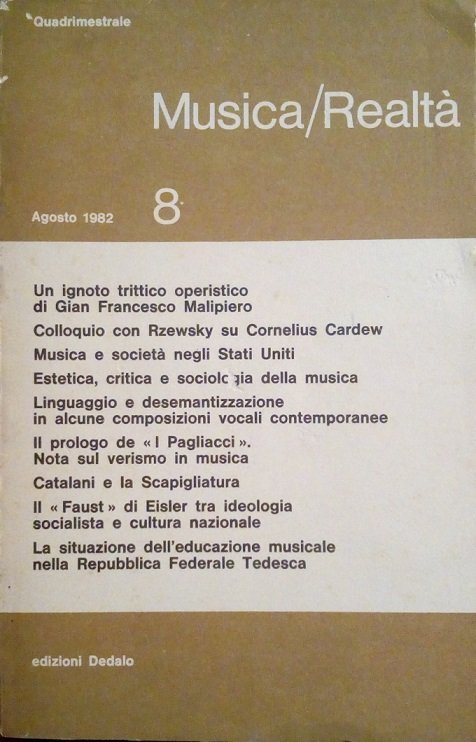 Quadrimestrale
Musica/Realtà
Agosto 1982
8
Un ignoto trittico operistico
di Gian Francesco Malipiero
Colloquio con Rzewsky su Cornelius Cardew
Musica e società negli Stati Uniti
Estetica, critica e sociologia della musica
Linguaggio e desemantizzazione
in alcune composizioni vocali contemporanee
Il prologo de « I Pagliacci ».
Nota sul verismo in musica
Catalani e la Scapigliatura
Il « Faust » di Eisler tra ideologia
socialista e cultura nazionale
La situazione dell'educazione musicale
nella Repubblica Federale Tedesca
edizioni Dedalo